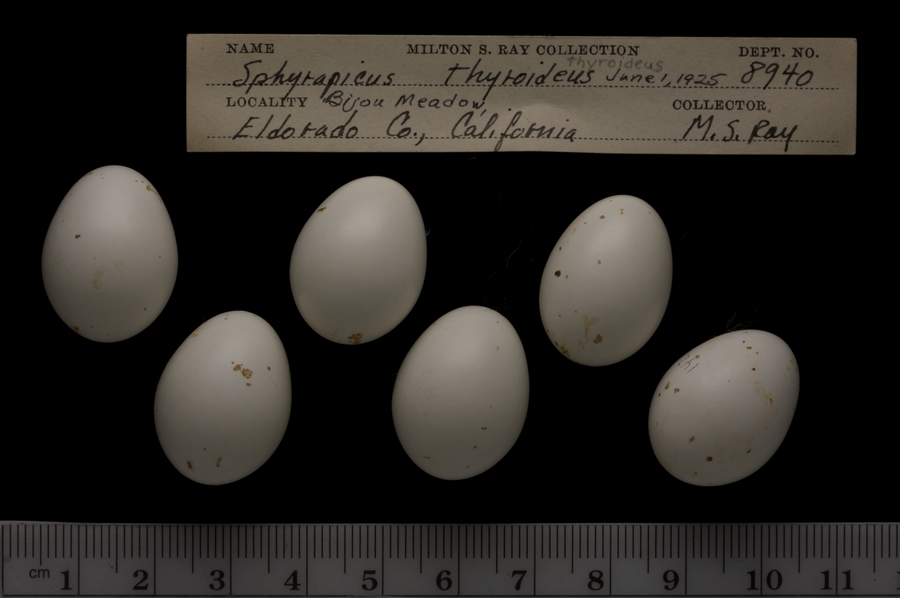 NAME MILTON S. RAY COLLECTION DEPT. NO.
thyroideus
Sphyrapicus thyroideus June 1, 1925 8940
LOCALITY Bijou Meadow, COLLECTOR
Eldorado Co., California M. S. Ray
cm 1 2 3 4 5 6 7 8 9 10 11